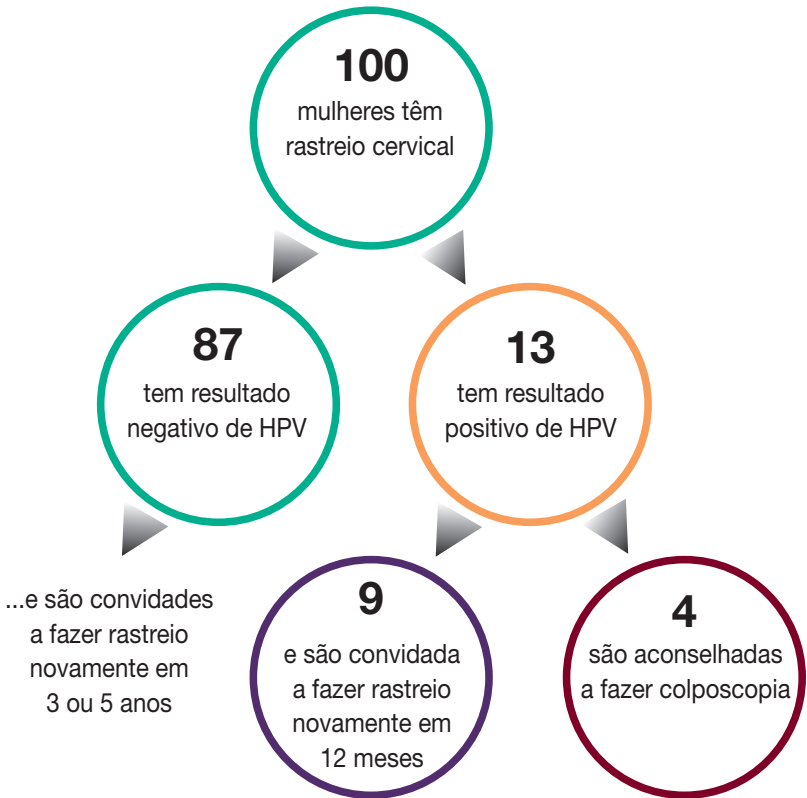 100
mulheres têm
rastreio cervical
87
tem resultado
negativo de HPV
13
tem resultado
positivo de HPV
...e são convidades
a fazer rastreio
novamente em
3 ou 5 anos
9
e são convidada
a fazer rastreio
novamente em
12 meses
4
são aconselhadas
a fazer colposcopia